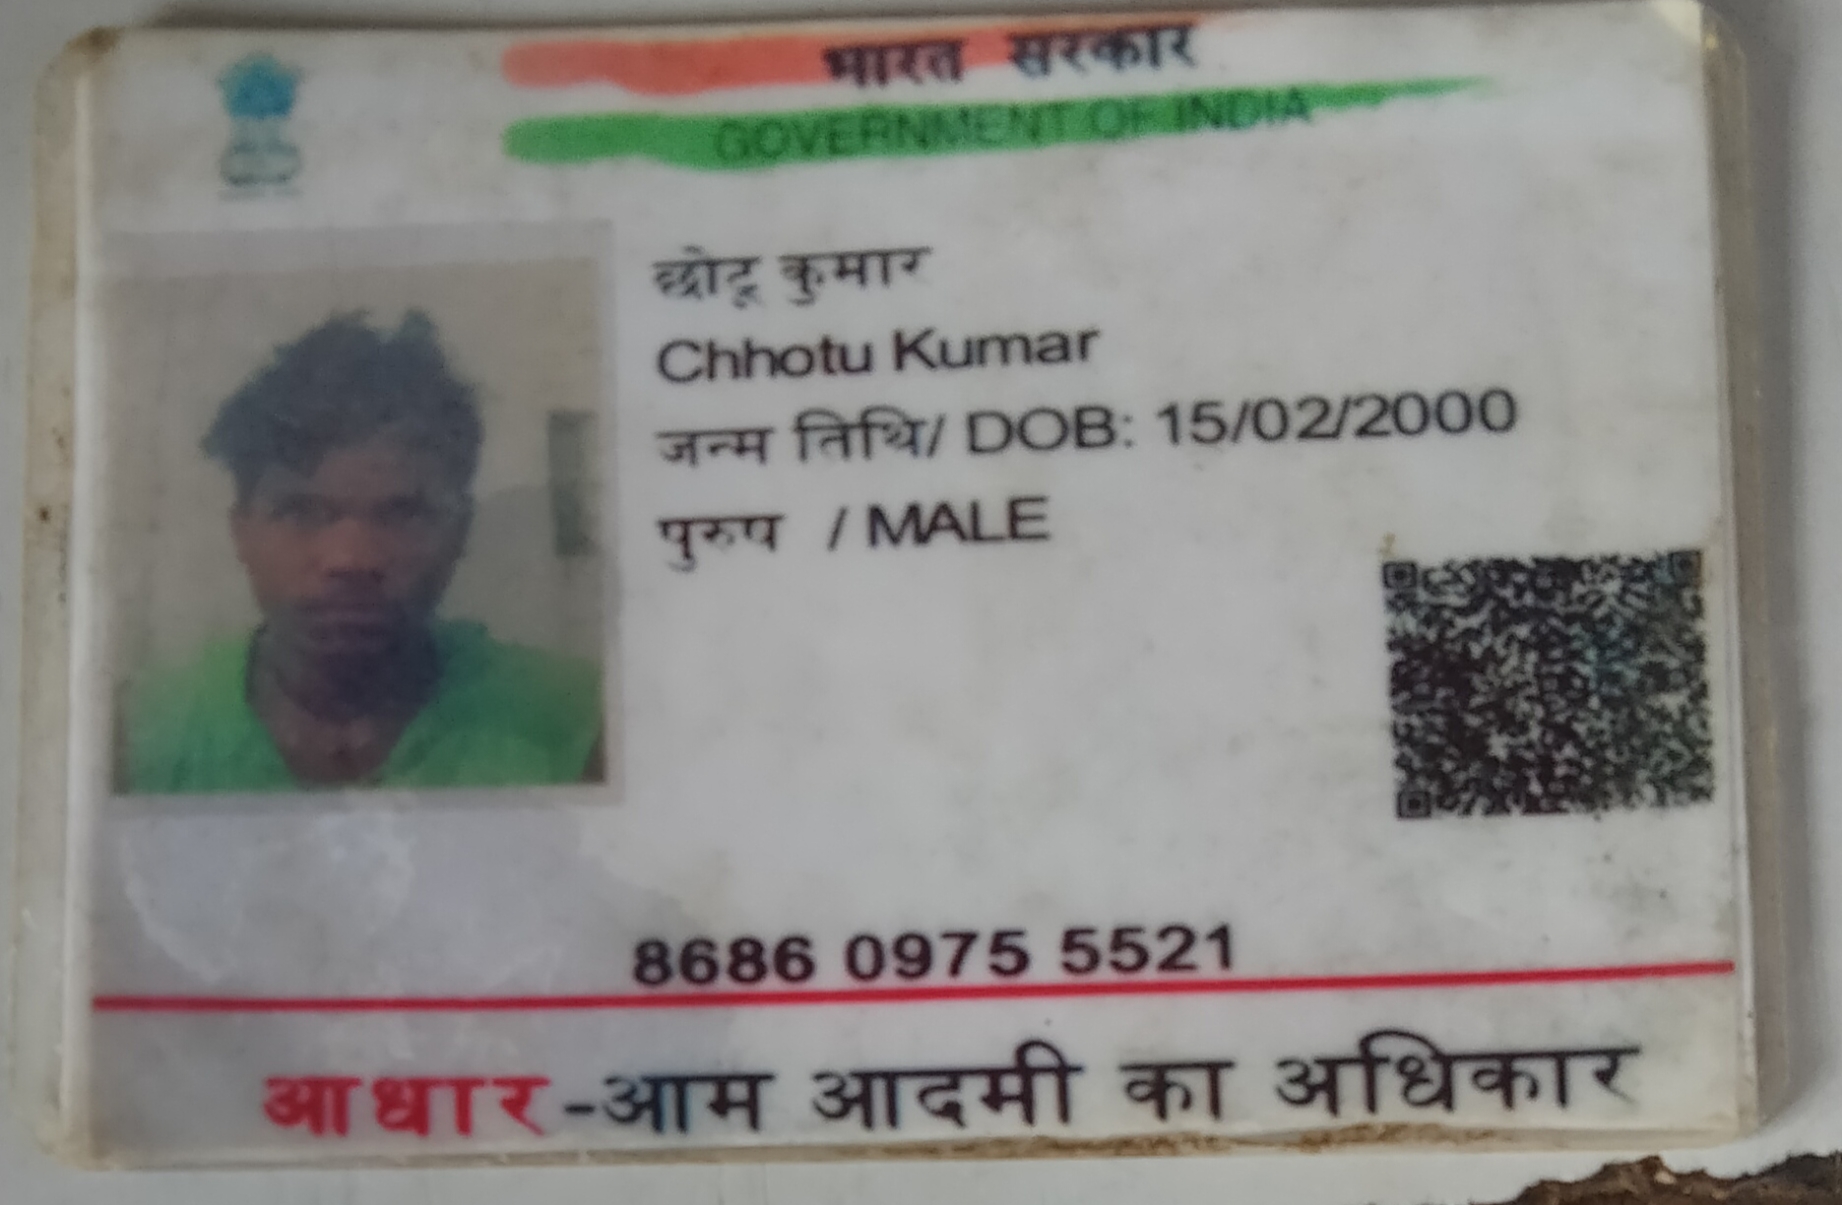 भारत सरकार
GOVERNMENT OF INDIA
छोटू कुमार
Chhotu Kumar
जन्म तिथि/ DOB: 15/02/2000
पुरुष / MALE
8686 0975 5521
आधार-आम आदमी का अधिकार